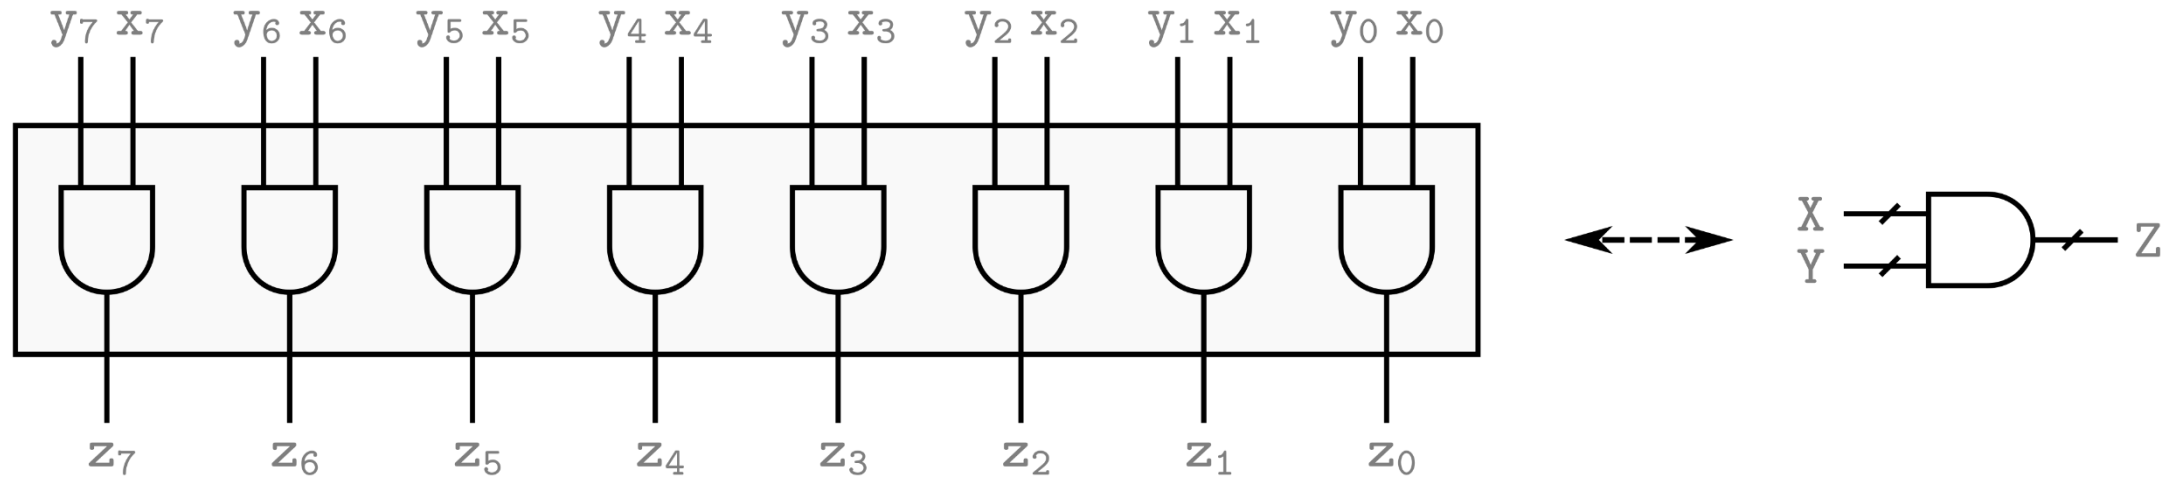 y₇ x₇ y₆ x₆ y₅ x₅ y₄ x₄ y₃ x₃ y₂ x₂ y₁ x₁ y₀ x₀
X
Y
Z
z₇ z₆ z₅ z₄ z₃ z₂ z₁ z₀